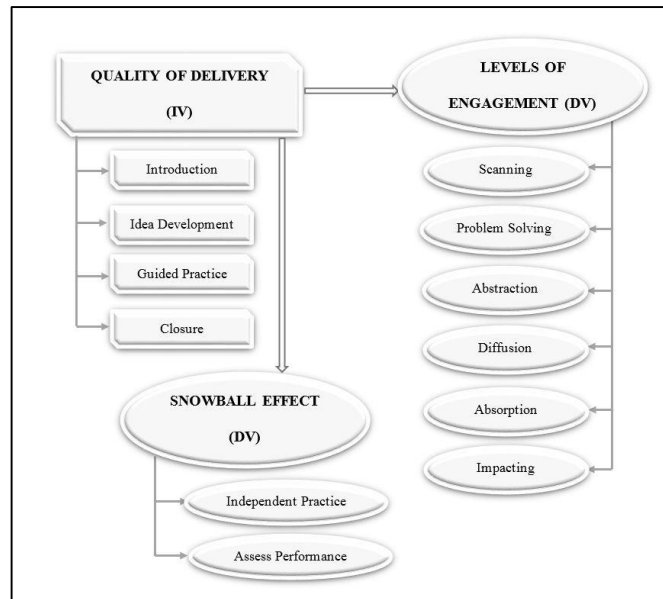 QUALITY OF DELIVERY
(IV)
Introduction
Idea Development
Guided Practice
Closure
LEVELS OF
ENGAGEMENT (DV)
Scanning
Problem Solving
Abstraction
Diffusion
Absorption
Impacting
SNOWBALL EFFECT
(DV)
Independent Practice
Assess Performance